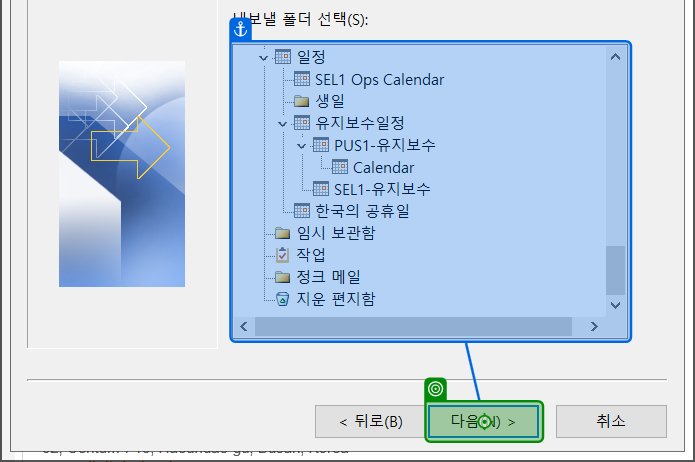 내보낼 폴더 선택(S):
일정
SEL1 Ops Calendar
생일
유지보수일정
PUS1-유지보수
Calendar
SEL1-유지보수
한국의 공휴일
임시 보관함
작업
정크 메일
지운 편지함
< 뒤로(B)
다음(N) >
취소